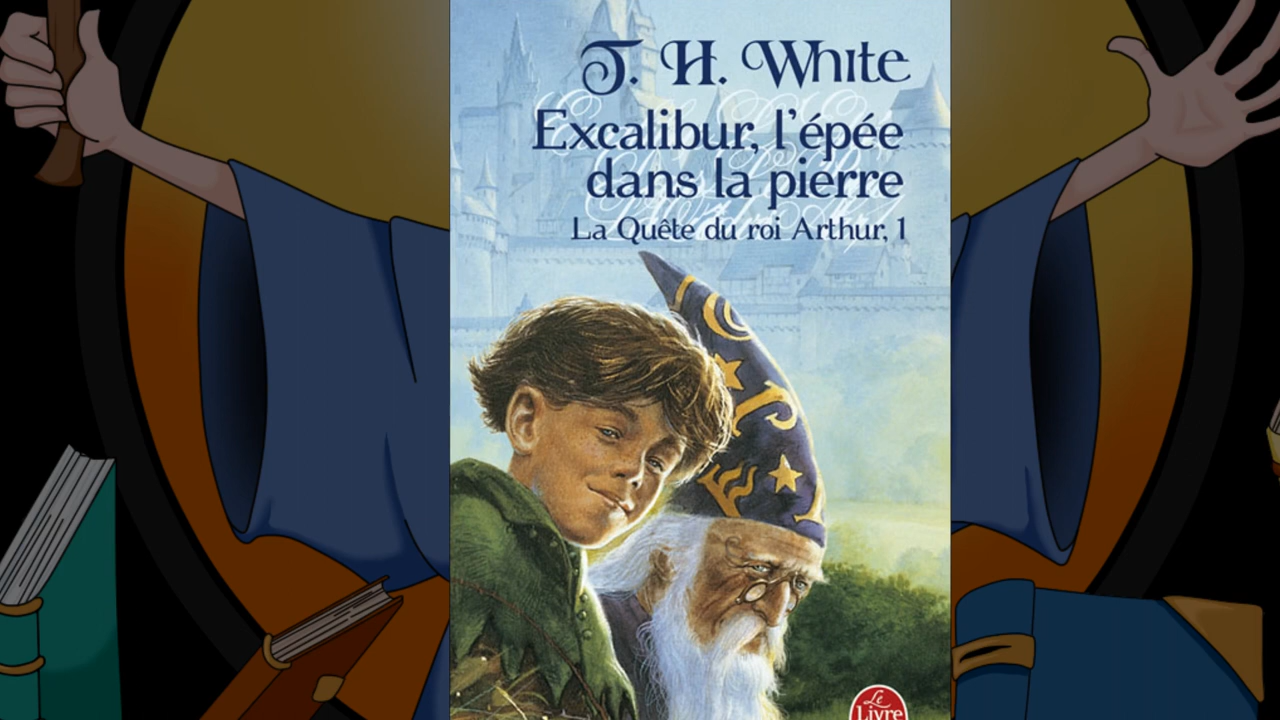 T. H. White
Excalibur, l'épée
dans la pierre
La Quête du roi Arthur, 1
Le
Livre